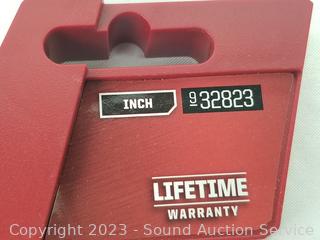 INCH
9 32823
LIFETIME
WARRANTY
Copyright 2023 - Sound Auction Service